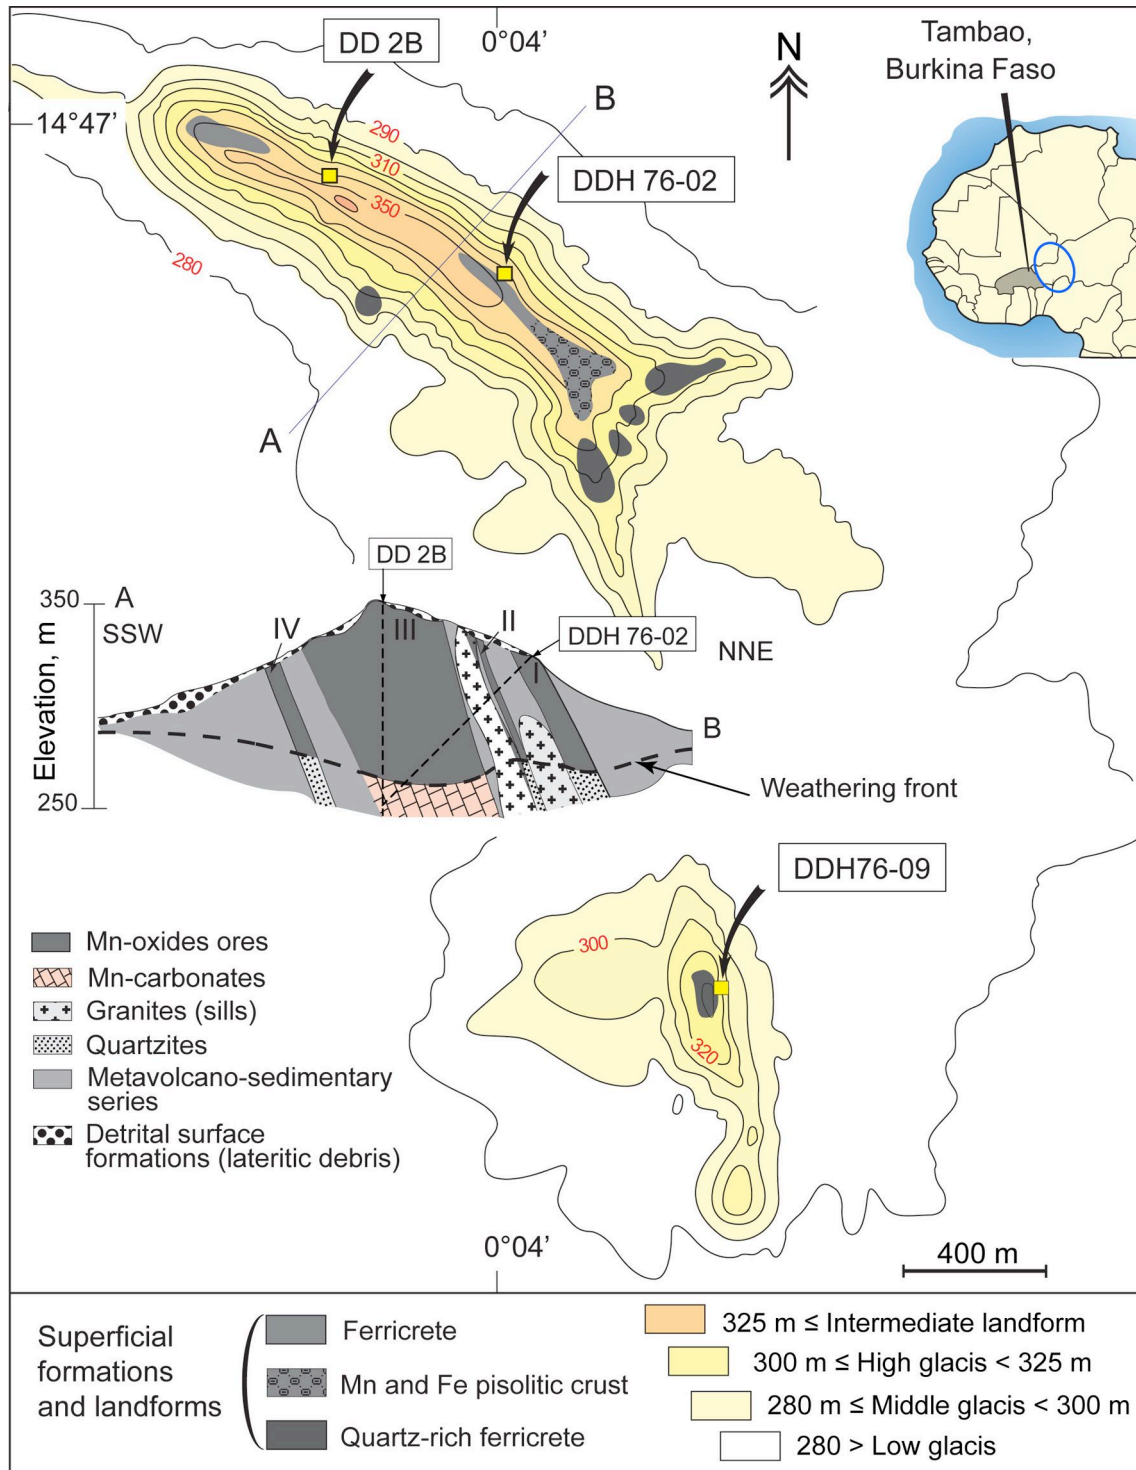 DD 2B
0°04’
N
Tambao,
Burkina Faso
14°47’
B
290
310
DDH 76-02
350
280
A
DD 2B
350
A
SSW
IV
III
II
DDH 76-02
NNE
I
B
Elevation, m
Weathering front
250
DDH76-09
300
320
Mn-oxides ores
Mn-carbonates
Granites (sills)
Quartzites
Metavolcano-sedimentary
series
Detrital surface
formations (lateritic debris)
0°04’
400 m
Superficial
formations
and landforms
Ferricrete
Mn and Fe pisolitic crust
Quartz-rich ferricrete
325 m ≤ Intermediate landform
300 m ≤ High glacis < 325 m
280 m ≤ Middle glacis < 300 m
280 > Low glacis